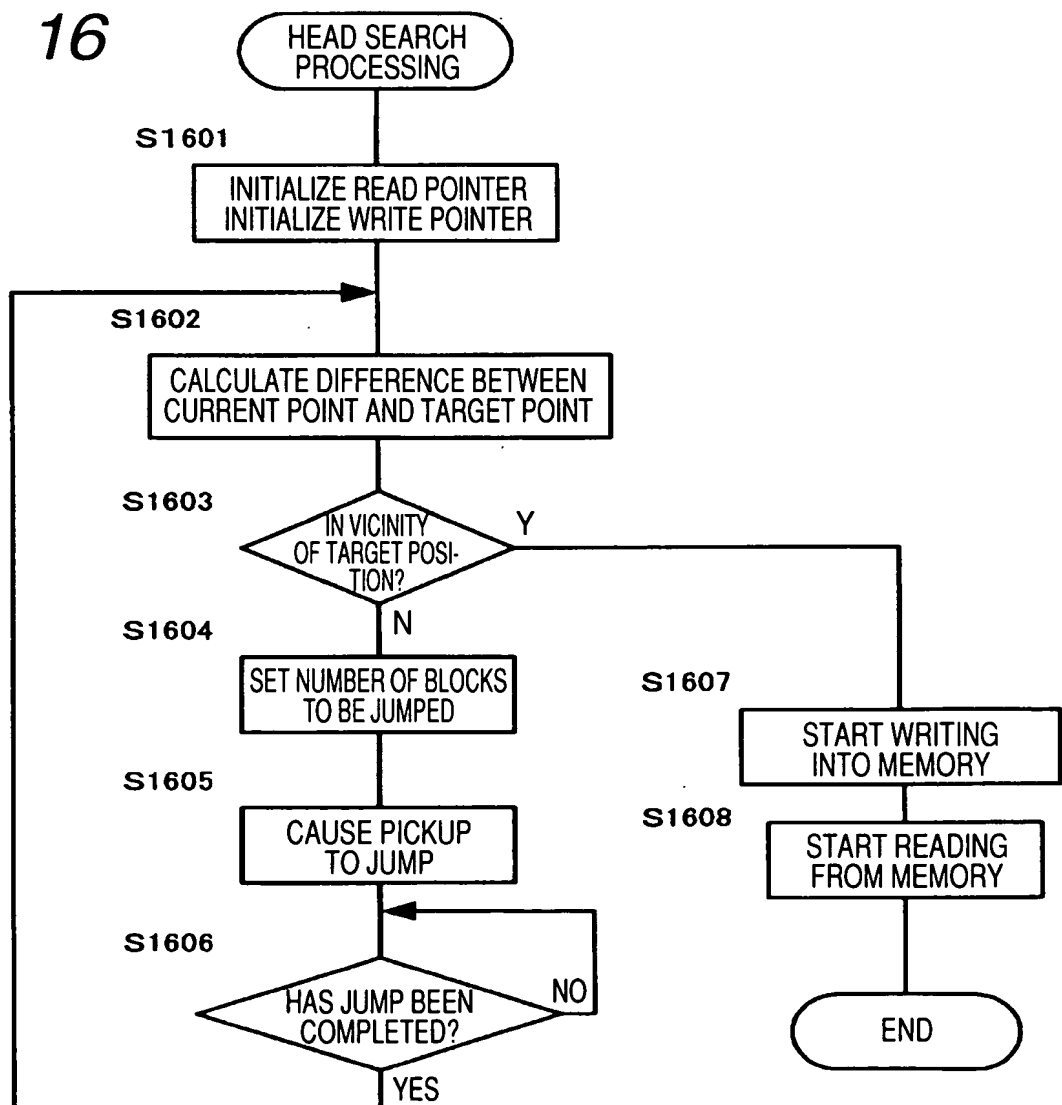 16
HEAD SEARCH
PROCESSING
S1601
INITIALIZE READ POINTER
INITIALIZE WRITE POINTER
S1602
CALCULATE DIFFERENCE BETWEEN
CURRENT POINT AND TARGET POINT
S1603
IN VICINITY
OF TARGET POSI-
TION?
Y
N
S1604
SET NUMBER OF BLOCKS
TO BE JUMPED
S1605
CAUSE PICKUP
TO JUMP
S1606
HAS JUMP BEEN
COMPLETED?
NO
YES
S1607
START WRITING
INTO MEMORY
S1608
START READING
FROM MEMORY
END